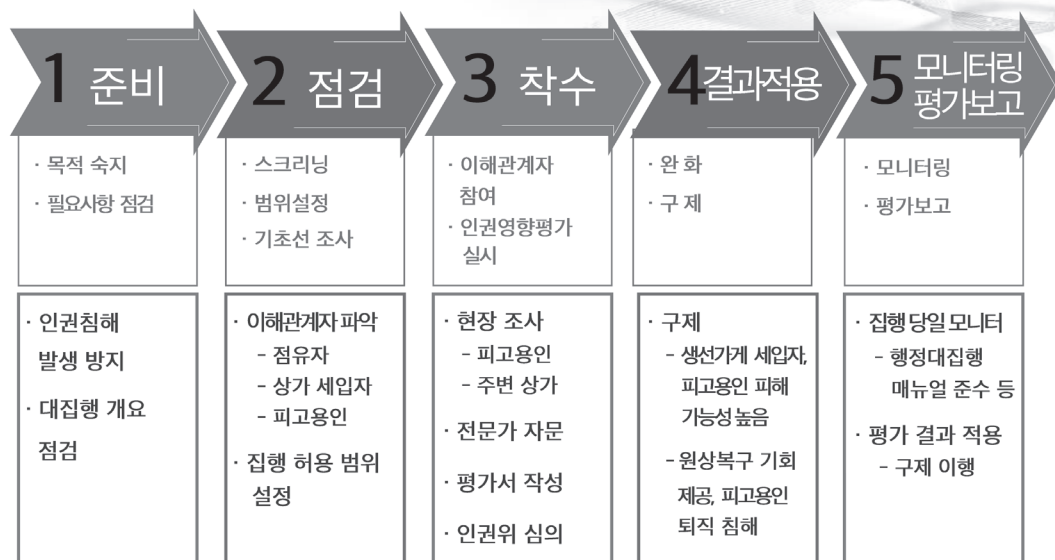 1 준비
· 목적 숙지
· 필요사항 점검
· 인권침해
발생 방지
· 대집행 개요
점검
2 점검
· 스크리닝
· 범위설정
· 기초선 조사
· 이해관계자 파악
- 점유자
- 상가 세입자
- 피고용인
· 집행 허용 범위
설정
3 착수
· 이해관계자
참여
· 인권영향평가
실시
· 현장 조사
- 피고용인
- 주변 상가
· 전문가 자문
· 평가서 작성
· 인권위 심의
4 결과적용
· 완 화
· 구 제
· 구제
- 생선가게 세입자,
피고용인 피해
가능성 높음
- 원상복구 기회
제공, 피고용인
퇴직 침해
5 모니터링
평가보고
· 모니터링
· 평가보고
· 집행 당일 모니터
- 행정대집행
매뉴얼 준수 등
· 평가 결과 적용
- 구제 이행